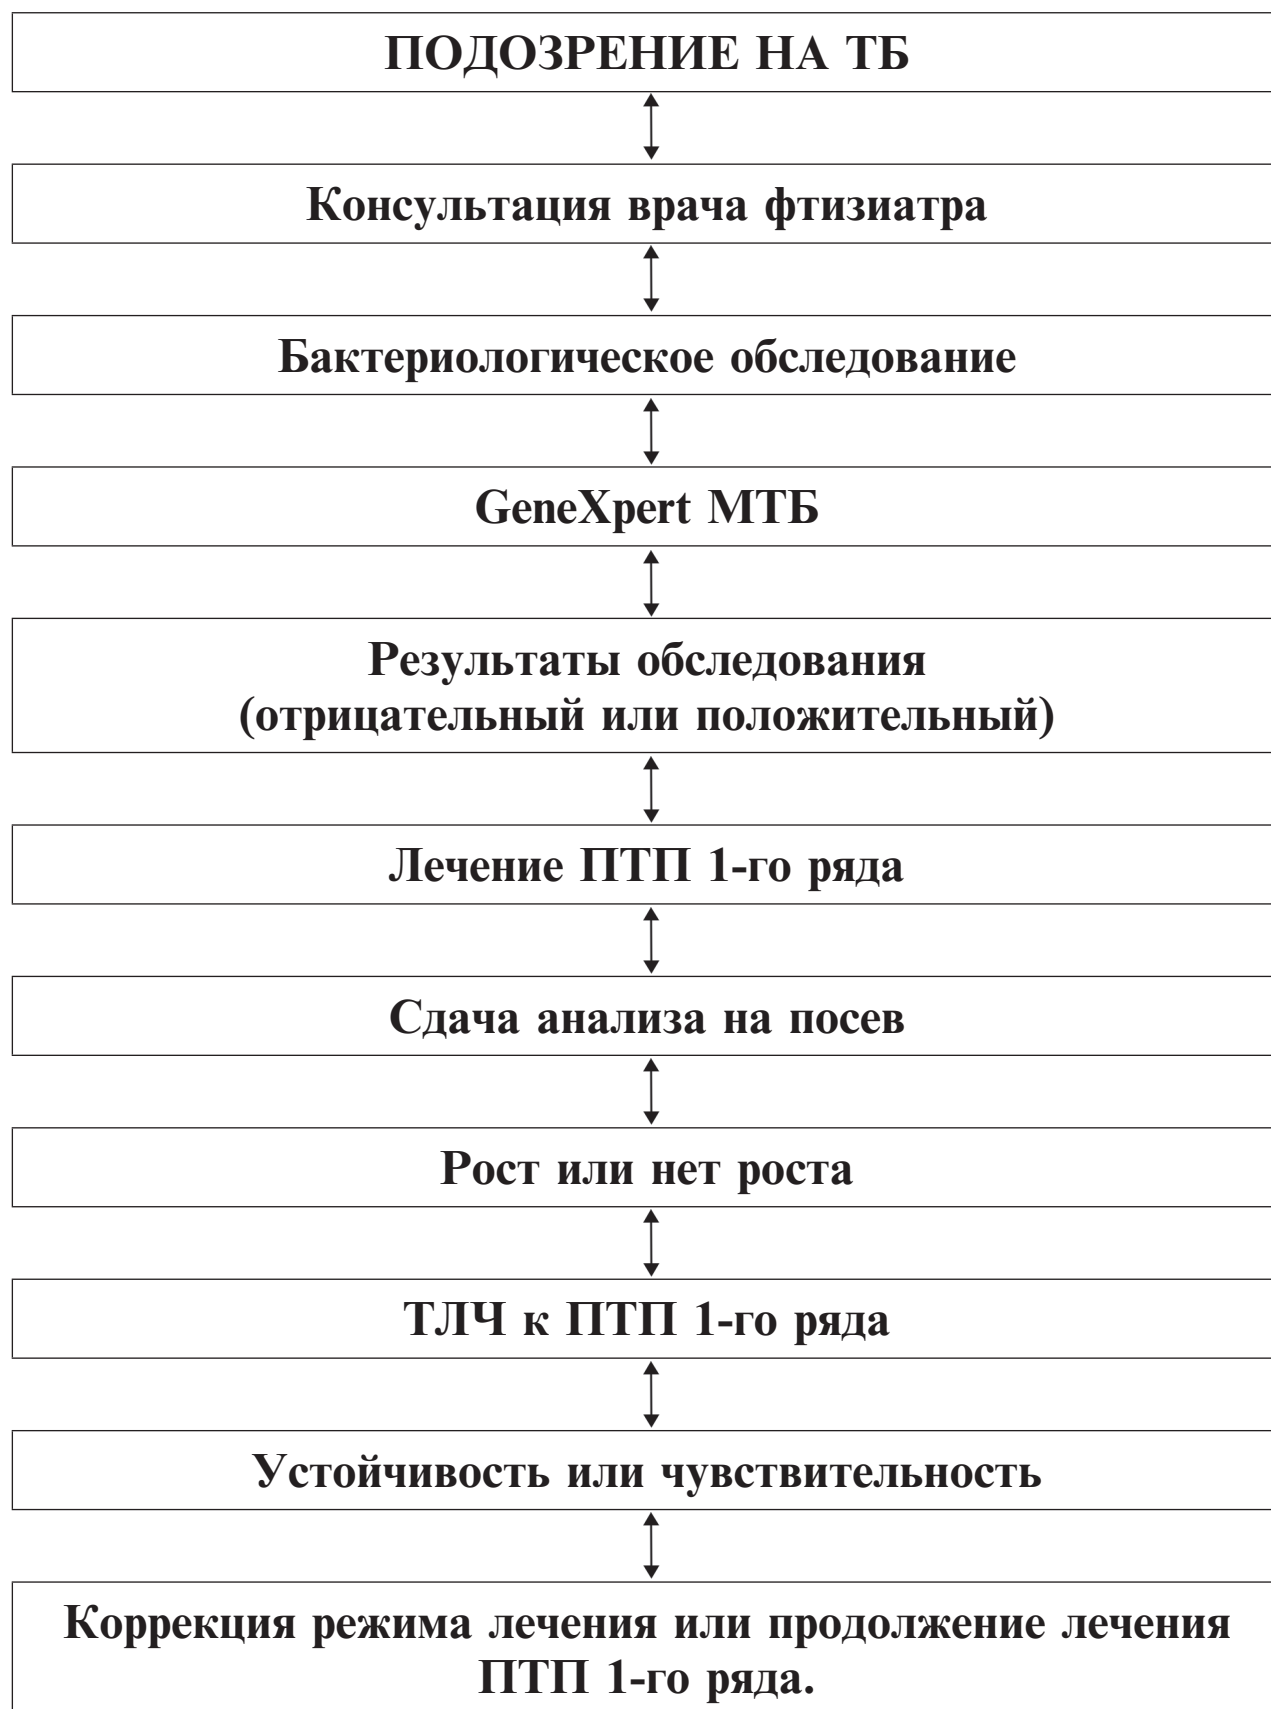 ПОДОЗРЕНИЕ НА ТБ
Консультация врача фтизиатра
Бактериологическое обследование
GeneXpert МТБ
Результаты обследования
(отрицательный или положительный)
Лечение ПТП 1-го ряда
Сдача анализа на посев
Рост или нет роста
ТЛЧ к ПТП 1-го ряда
Устойчивость или чувствительность
Коррекция режима лечения или продолжение лечения
ПТП 1-го ряда.